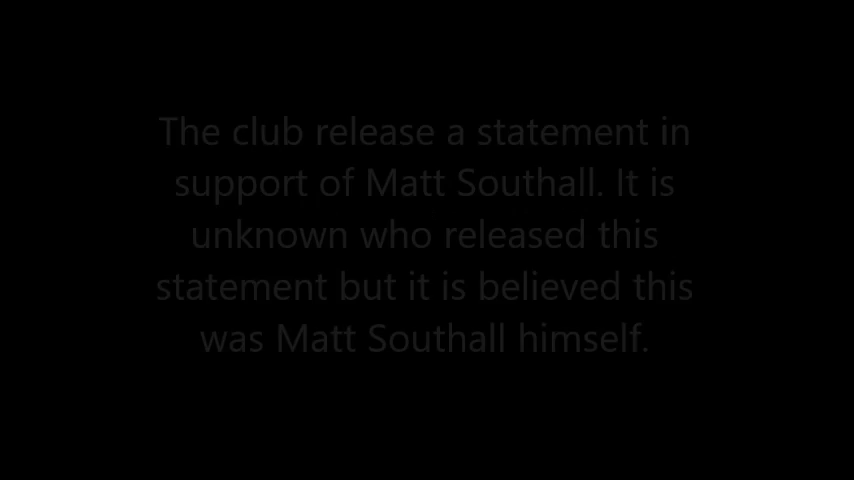 The club release a statement in
support of Matt Southall. It is
unknown who released this
statement but it is believed this
was Matt Southall himself.